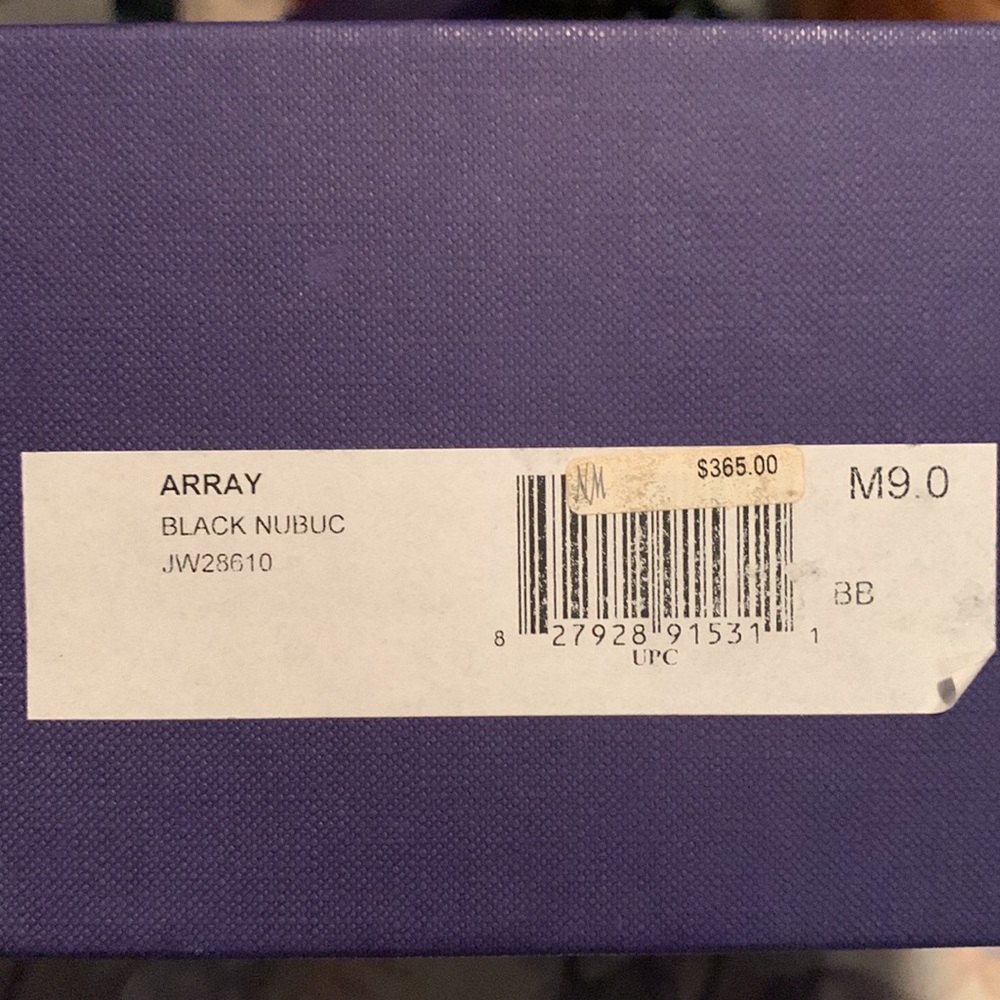 ARRAY
BLACK NUBUC
JW28610
NM $365.00
M9.0
BB
8 27928 91531 1
UPC